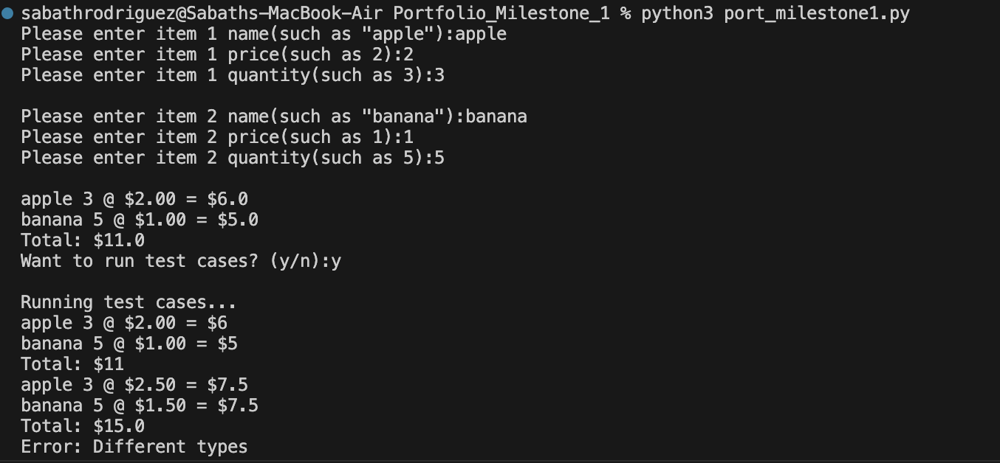 sabathrodriguez@Sabaths-MacBook-Air Portfolio_Milestone_1 % python3 port_milestone1.py
Please enter item 1 name(such as "apple"):apple
Please enter item 1 price(such as 2):2
Please enter item 1 quantity(such as 3):3
Please enter item 2 name(such as "banana"):banana
Please enter item 2 price(such as 1):1
Please enter item 2 quantity(such as 5):5
apple 3 @ $2.00 = $6.0
banana 5 @ $1.00 = $5.0
Total: $11.0
Want to run test cases? (y/n):y
Running test cases...
apple 3 @ $2.00 = $6
banana 5 @ $1.00 = $5
Total: $11
apple 3 @ $2.50 = $7.5
banana 5 @ $1.50 = $7.5
Total: $15.0
Error: Different types